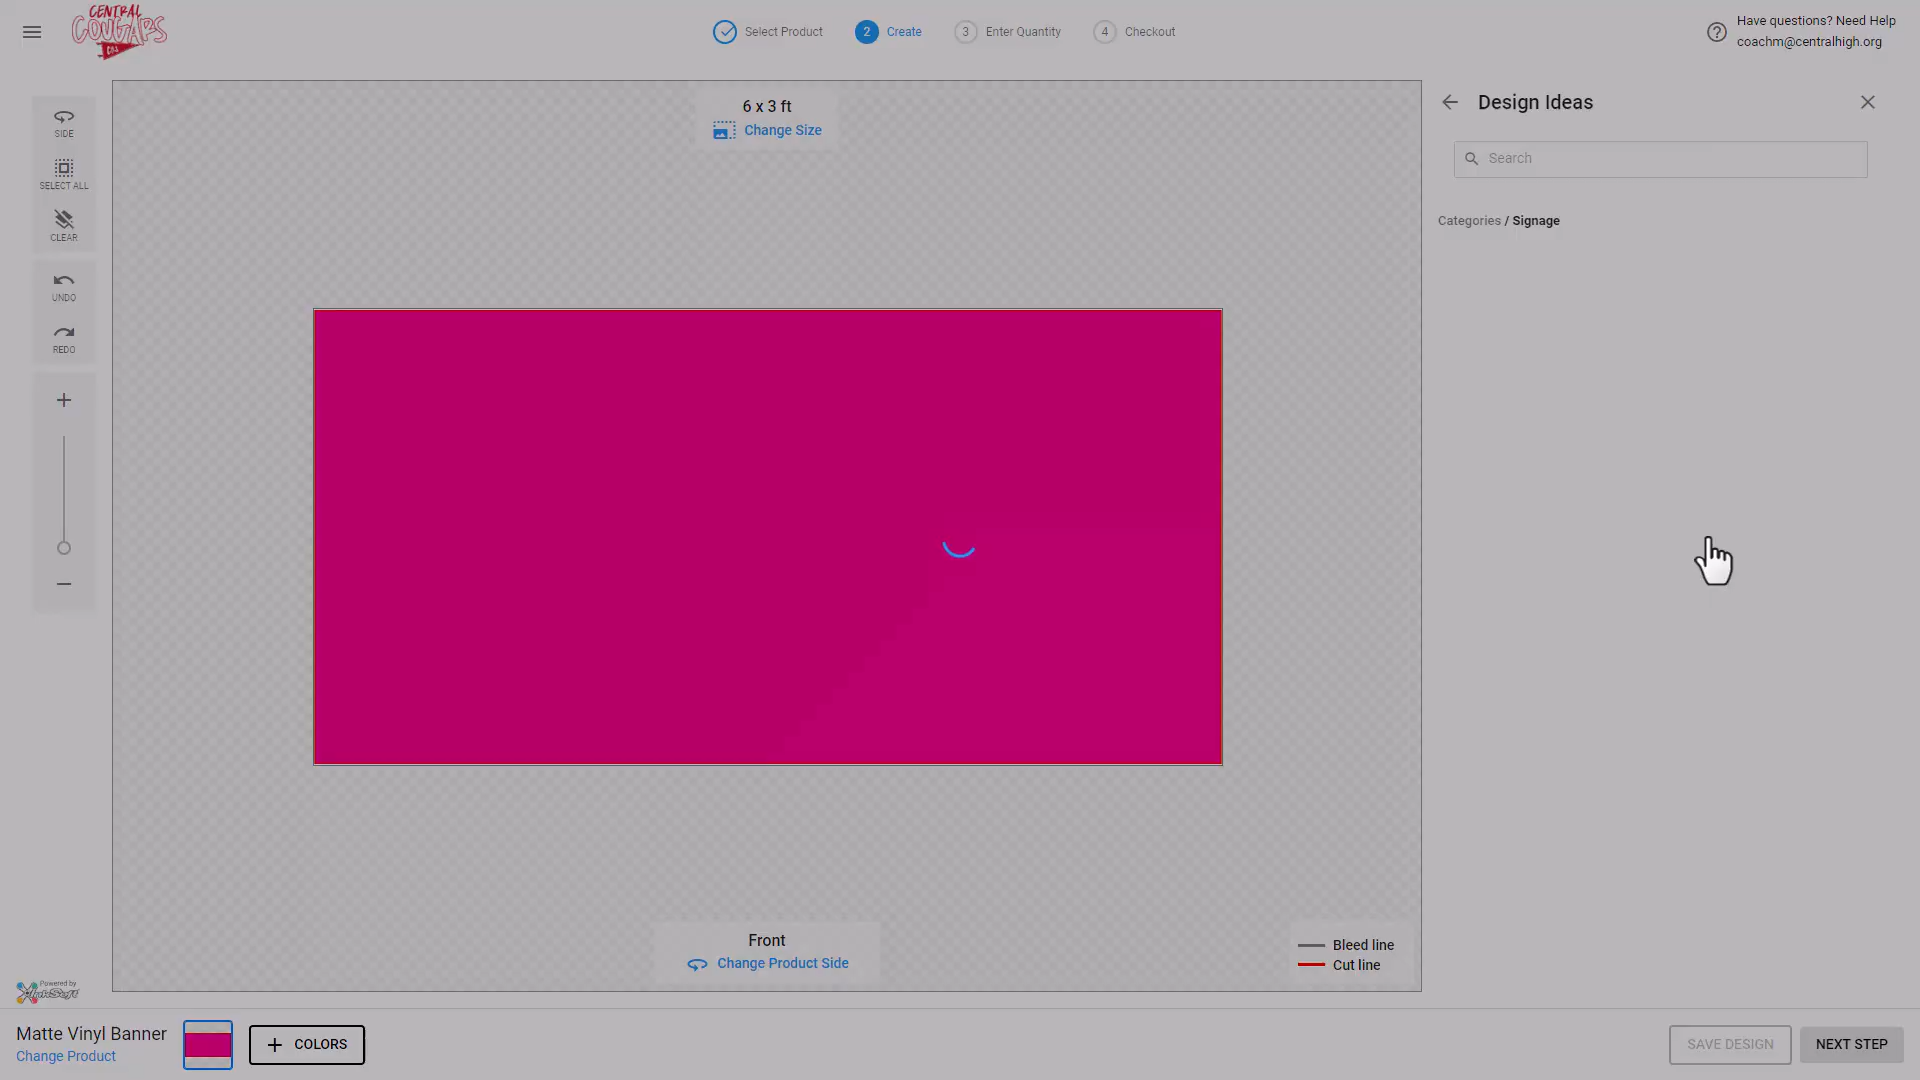 CENTRAL
COUGARS
Select Product
2 Create
3 Enter Quantity
4 Checkout
Have questions? Need Help
coachm@centralhigh.org
SIDE
SELECT ALL
CLEAR
UNDO
REDO
6 x 3 ft
Change Size
Design Ideas
Search
Categories / Signage
Front
Change Product Side
Bleed line
Cut line
Powered by
Matte Vinyl Banner
Change Product
COLORS
SAVE DESIGN
NEXT STEP